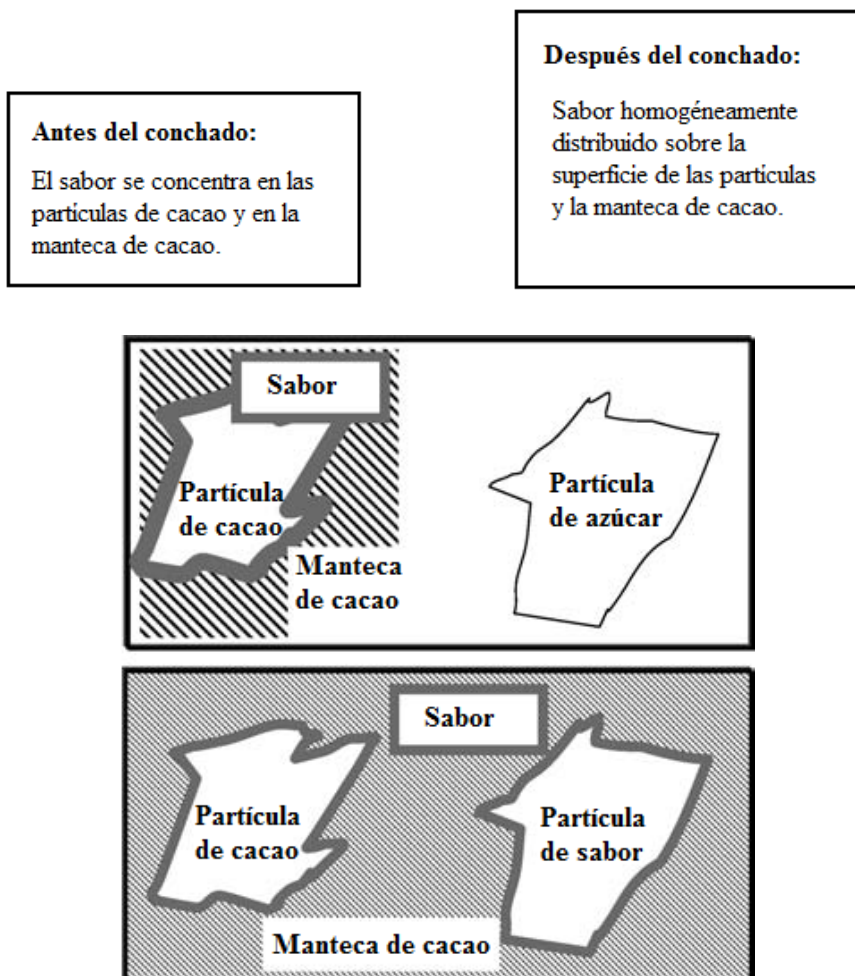 Antes del conchado:
El sabor se concentra en las
partículas de cacao y en la
manteca de cacao.
Después del conchado:
Sabor homogéneamente
distribuido sobre la
superficie de las partículas
y la manteca de cacao.
Sabor
Partícula
de cacao
Manteca
de cacao
Partícula
de azúcar
Sabor
Partícula
de cacao
Partícula
de sabor
Manteca de cacao